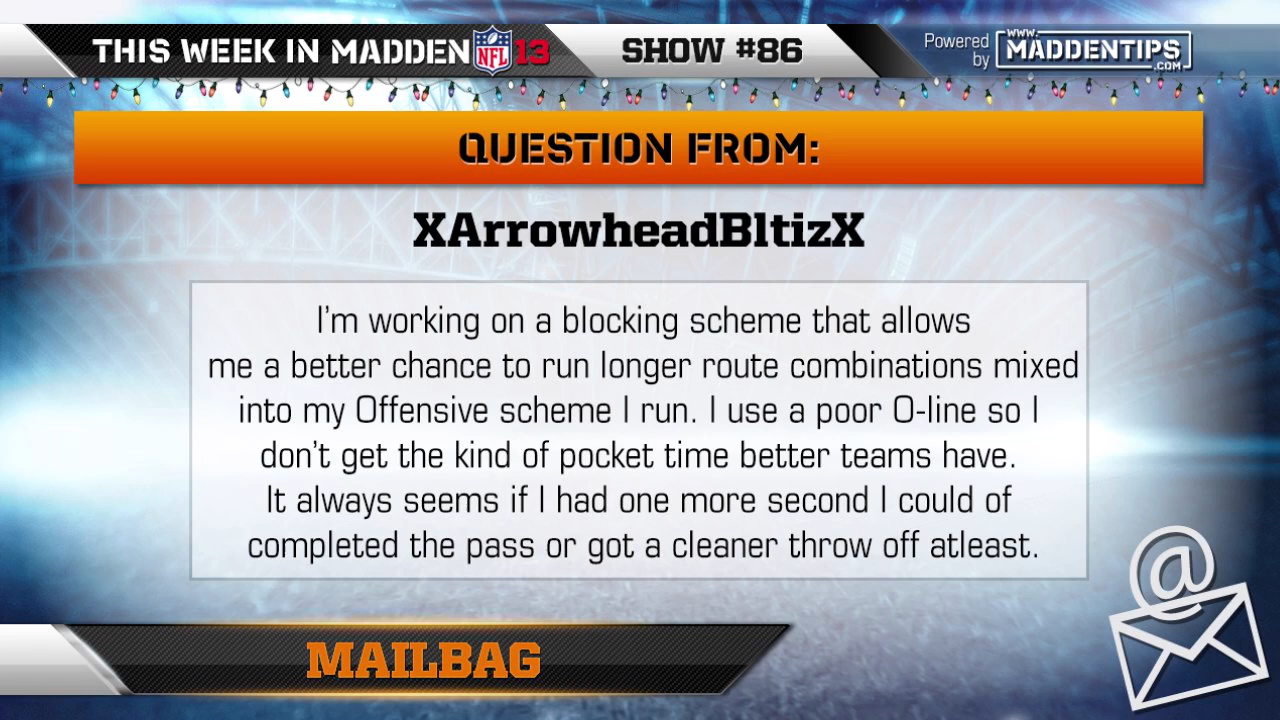 THIS WEEK IN MADDEN NFL 13
SHOW #86
Powered by WWW.MADDENTIPS.COM
QUESTION FROM:
XArrowheadBltizX
I'm working on a blocking scheme that allows
me a better chance to run longer route combinations mixed
into my Offensive scheme I run. I use a poor O-line so I
don't get the kind of pocket time better teams have.
It always seems if I had one more second I could of
completed the pass or got a cleaner throw off atleast.
@
MAILBAG